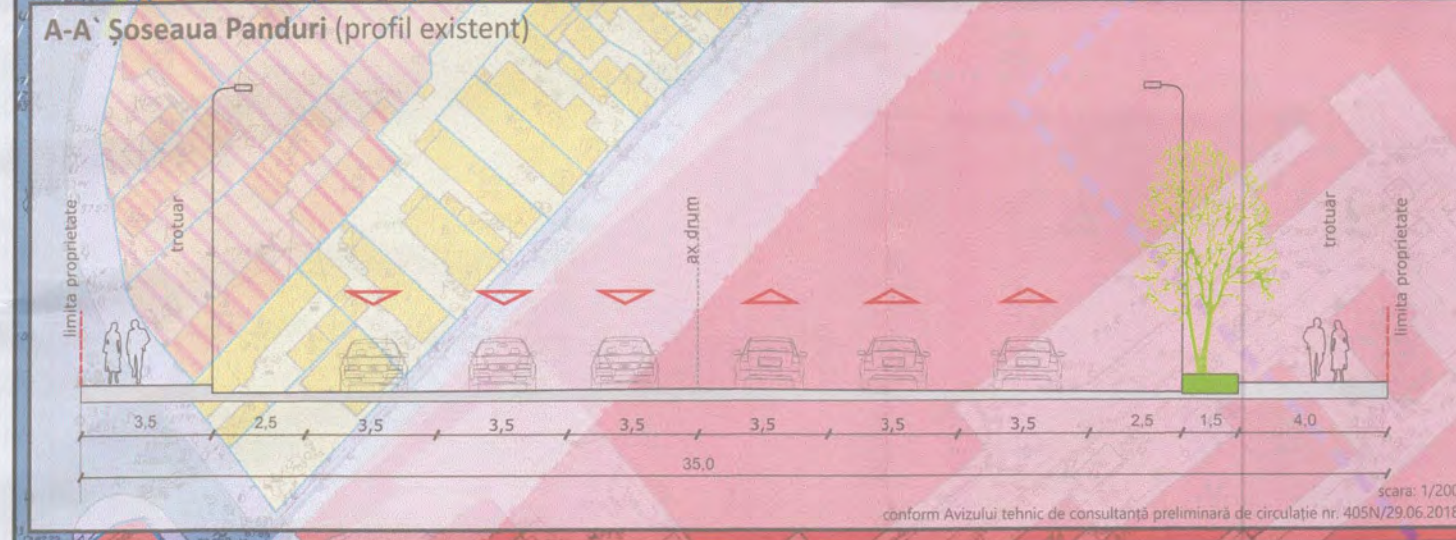 A-A` Șoseaua Panduri (profil existent)
limita proprietate
trotuar
ax drum
trotuar
limita proprietate
3,5 2,5 3,5 3,5 3,5 3,5 3,5 3,5 2,5 1,5 4,0
35,0
scara: 1/200
conform Avizului tehnic de consultanță preliminară de circulație nr. 405N/29.06.2018